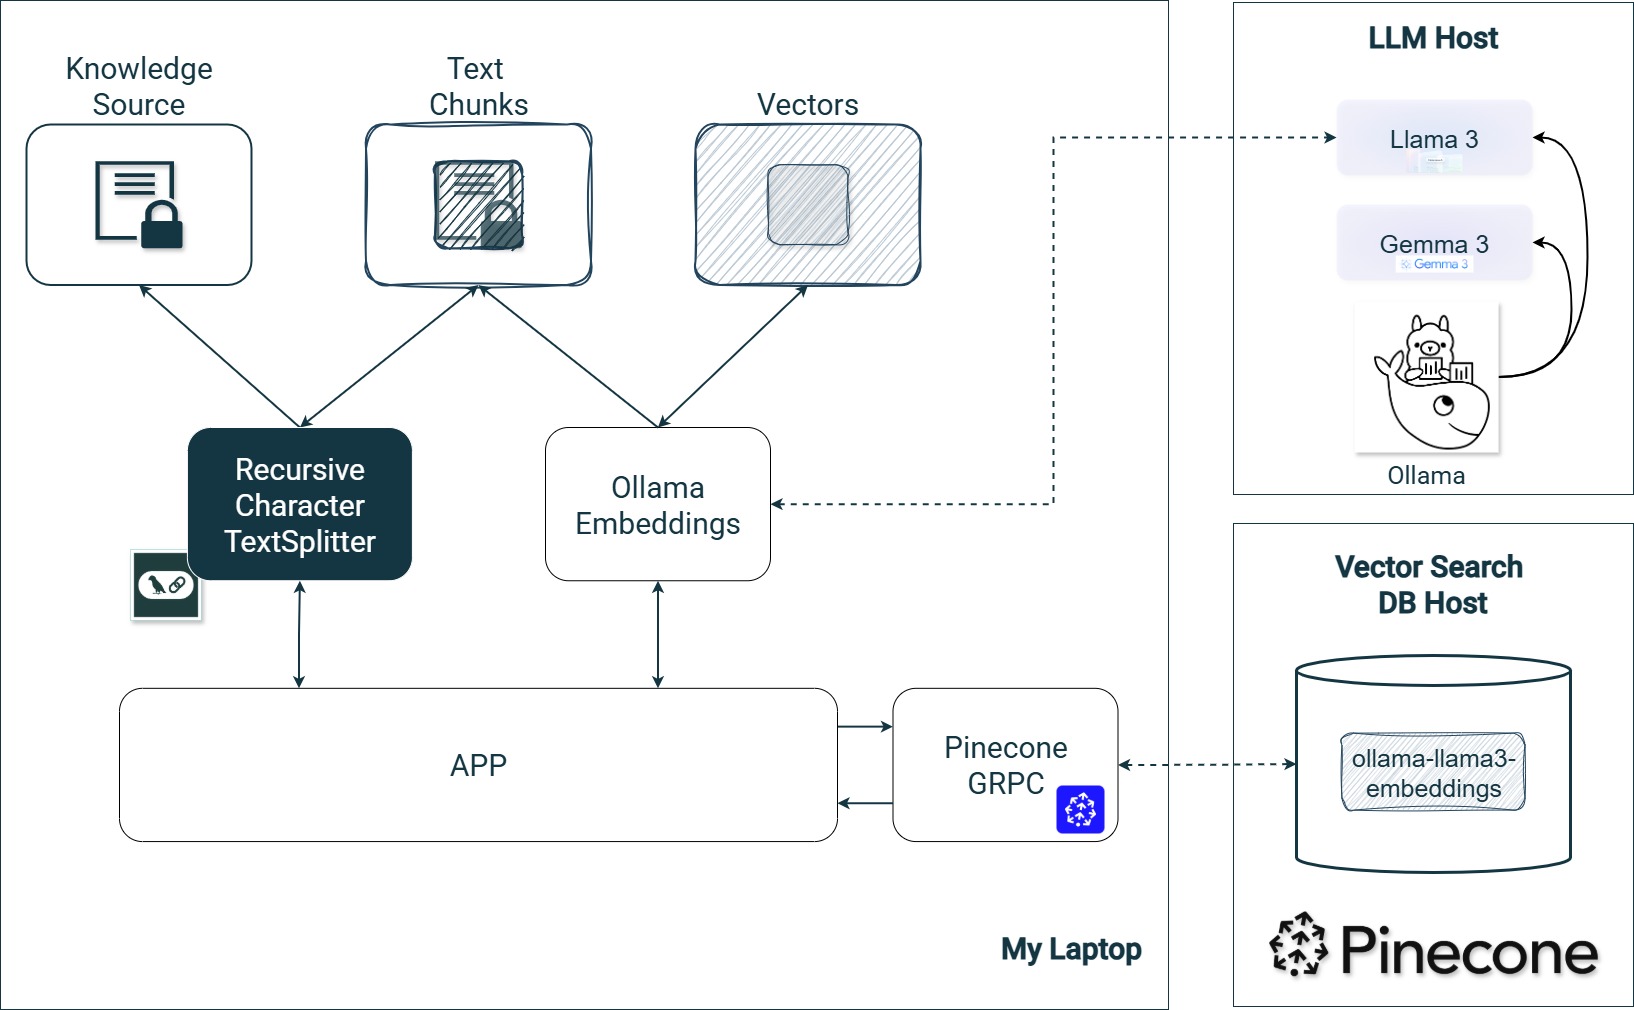 Knowledge
Source
Text
Chunks
Vectors
Recursive
Character
TextSplitter
Ollama
Embeddings
APP
Pinecone
GRPC
My Laptop
LLM Host
Llama 3
Gemma 3
Gemma 3
Ollama
Vector Search
DB Host
ollama-llama3-
embeddings
Pinecone